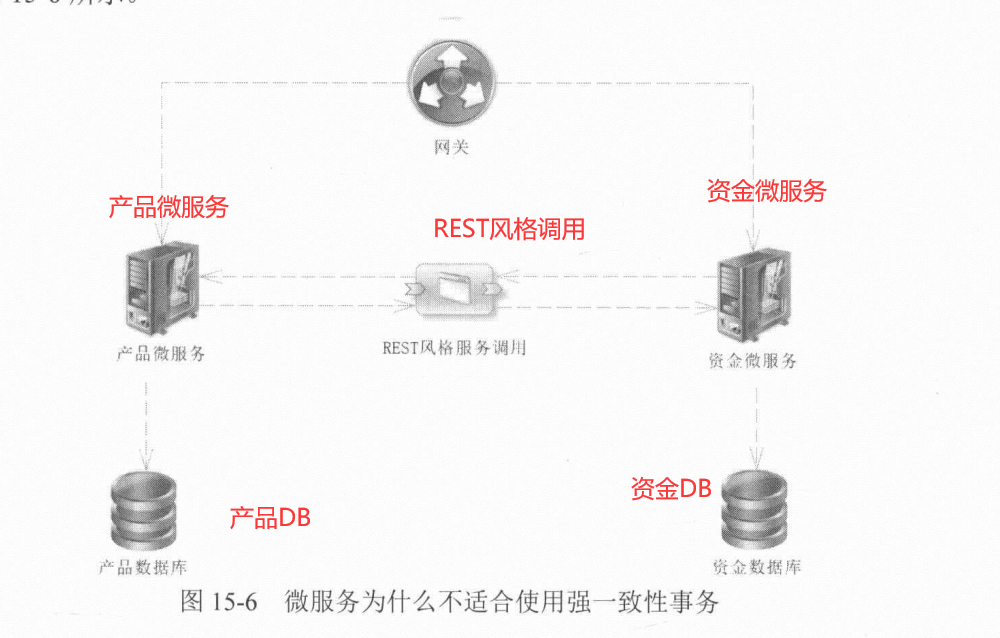 网关
产品微服务
资金微服务
REST风格调用
产品微服务
REST风格服务调用
资金微服务
产品DB
资金DB
产品数据库
资金数据库
图 15-6 微服务为什么不适合使用强一致性事务